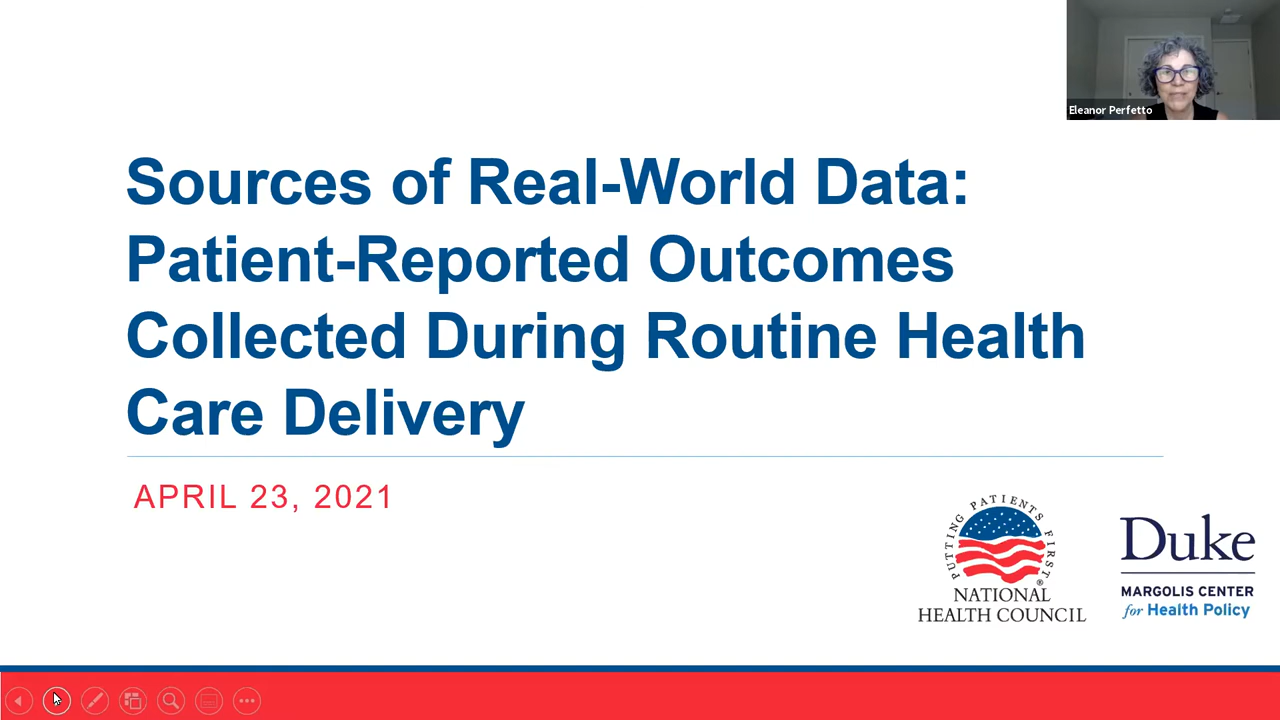 Eleanor Perfetto
Sources of Real-World Data:
Patient-Reported Outcomes
Collected During Routine Health
Care Delivery
APRIL 23, 2021
PUTTING PATIENTS FIRST®
NATIONAL
HEALTH COUNCIL
Duke
MARGOLIS CENTER
for Health Policy